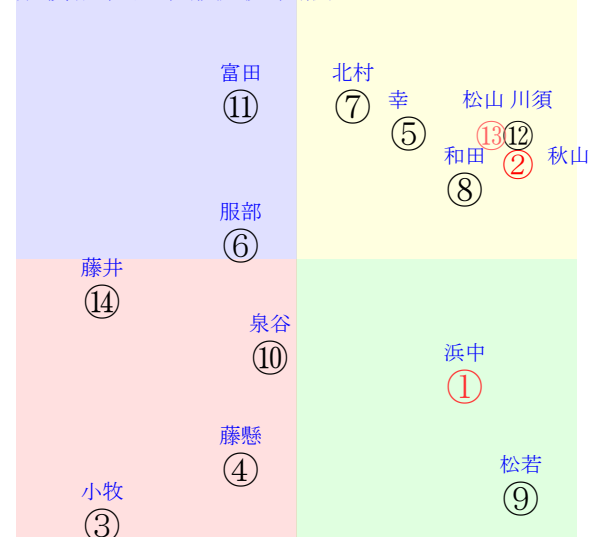 富田
⑪
北村
⑦
幸
⑤
松山 川須
⑬⑫
和田
⑧
② 秋山
服部
⑥
藤井
⑭
泉谷
⑩
浜中
①
藤懸
④
松若
⑨
小牧
③